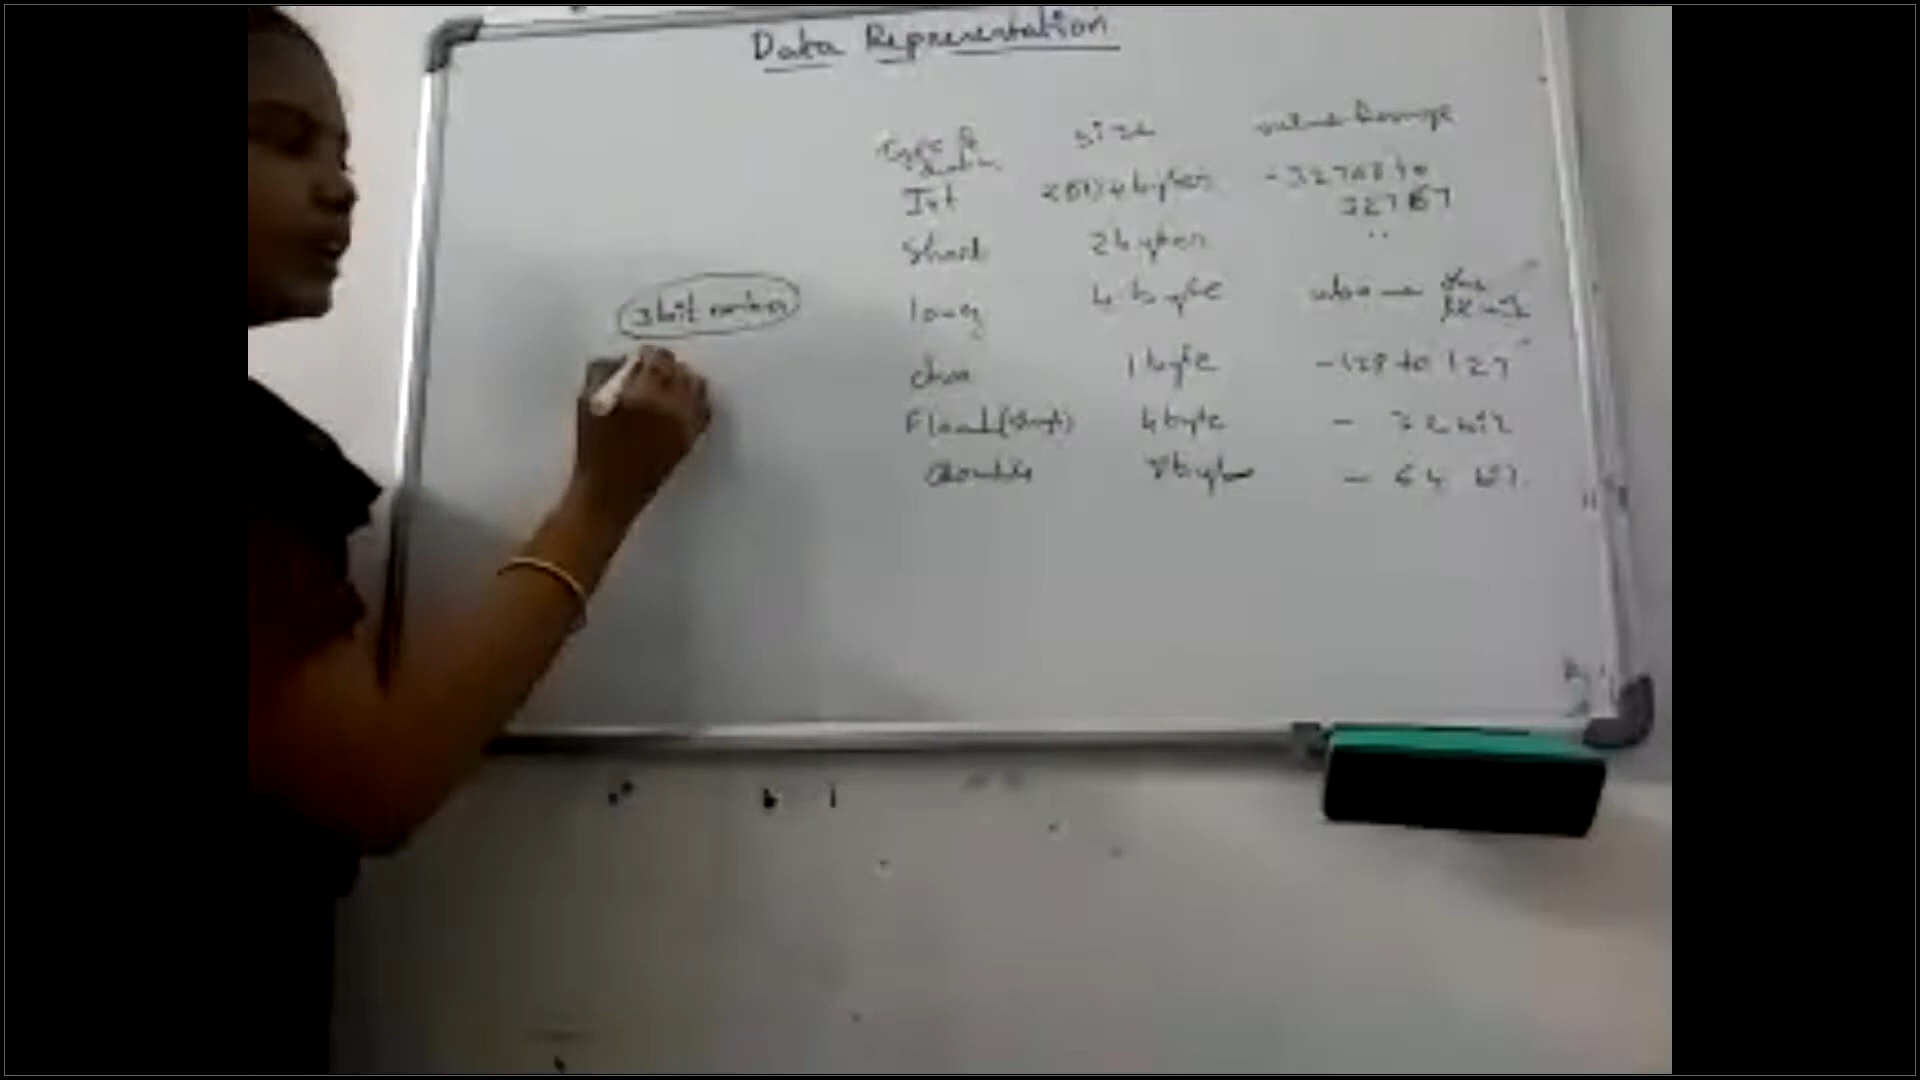 Data Representation
Type of data size value Range
Int 2 (or) 4 bytes -32768 to
32767
3 bit number
Short 2 bytes "
long 4 byte
char 1 byte -128 to 127
Float (single) 4 byte - 32 bit
double 8 byte - 64 bit